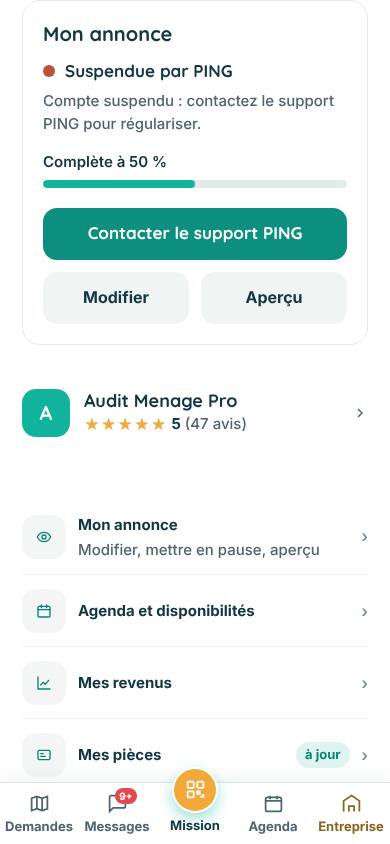 Mon annonce
Suspendue par PING
Compte suspendu : contactez le support
PING pour régulariser.
Complète à 50 %
Contacter le support PING
Modifier
Aperçu
A
Audit Menage Pro
★★★★★ 5 (47 avis)
Mon annonce
Modifier, mettre en pause, aperçu
Agenda et disponibilités
Mes revenus
Mes pièces
à jour
9+
Demandes
Messages
Mission
Agenda
Entreprise